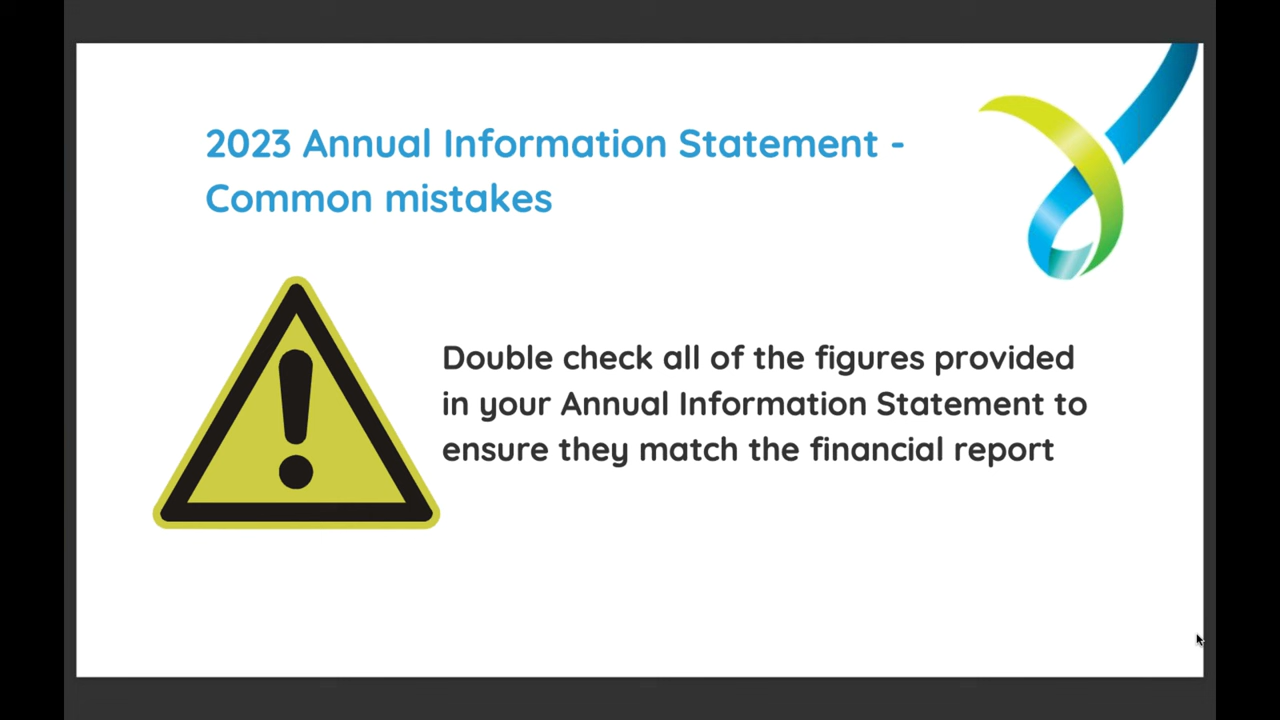 2023 Annual Information Statement -
Common mistakes
Double check all of the figures provided
in your Annual Information Statement to
ensure they match the financial report